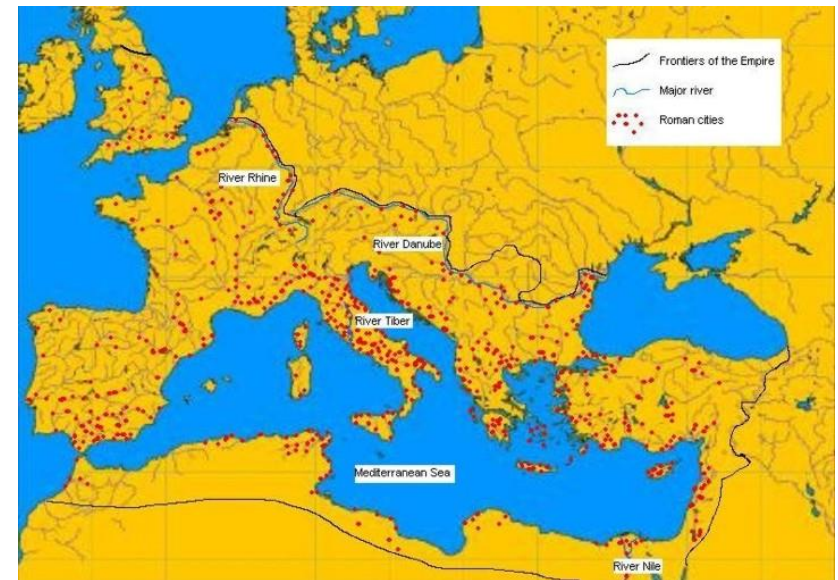 Frontiers of the Empire
Major river
Roman cities
River Rhine
River Danube
River Tiber
Mediterranean Sea
River Nile